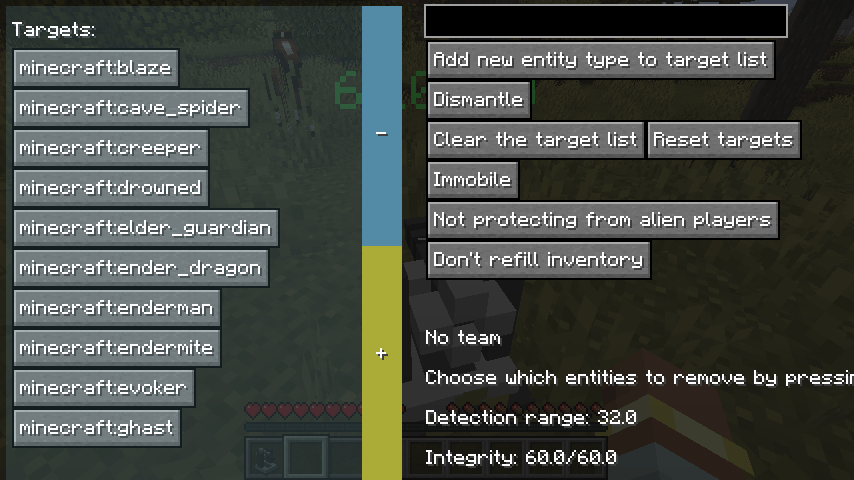 Targets:
minecraft:blaze
minecraft:cave_spider
minecraft:creeper
minecraft:drowned
minecraft:elder_guardian
minecraft:ender_dragon
minecraft:enderman
minecraft:endermite
minecraft:evoker
minecraft:ghast
-
+
Add new entity type to target list
Dismantle
Clear the target list Reset targets
Immobile
Not protecting from alien players
Don't refill inventory
No team
Choose which entities to remove by pressin
Detection range: 32.0
Integrity: 60.0/60.0